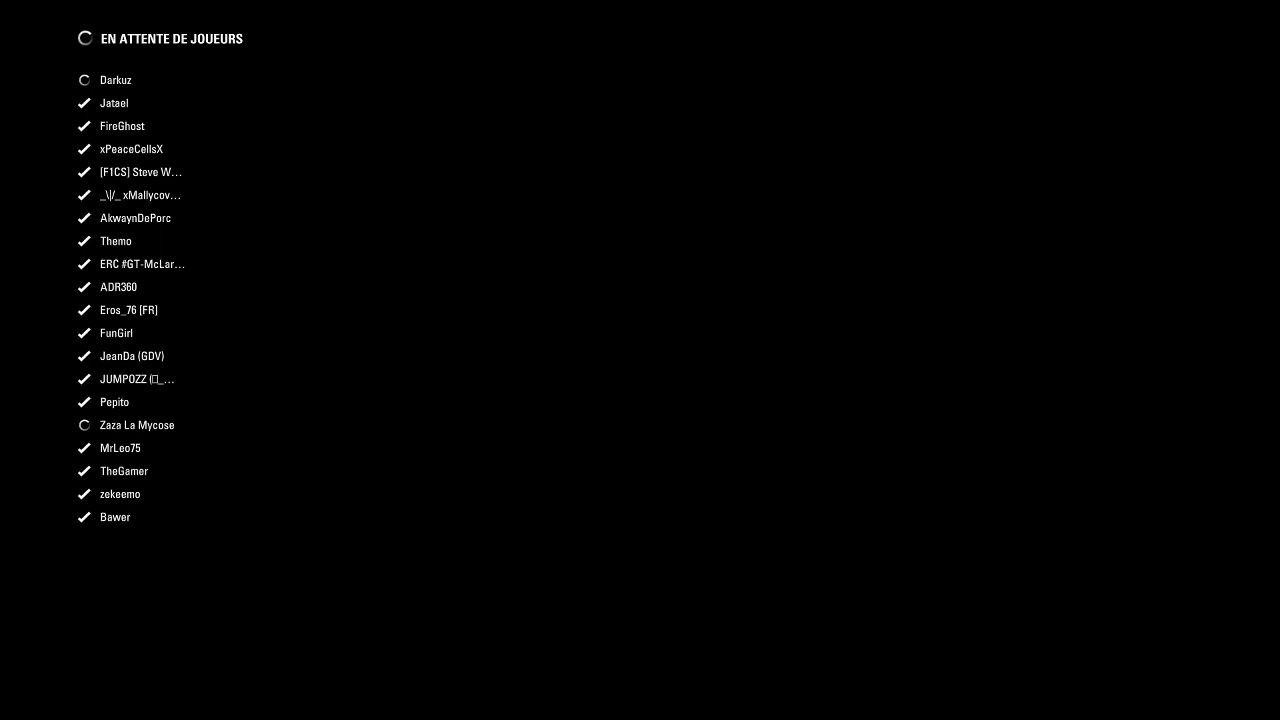 EN ATTENTE DE JOUEURS
Darkuz
Jatael
FireGhost
xPeaceCellsX
[F1CS] Steve W...
_\|/_ xMallycov...
AkwaynDePorc
Themo
ERC #GT-McLar...
ADR360
Eros_76 [FR]
FunGirl
JeanDa (GDV)
JUMPOZZ (□_...
Pepito
Zaza La Mycose
MrLeo75
TheGamer
zekeemo
Bawer